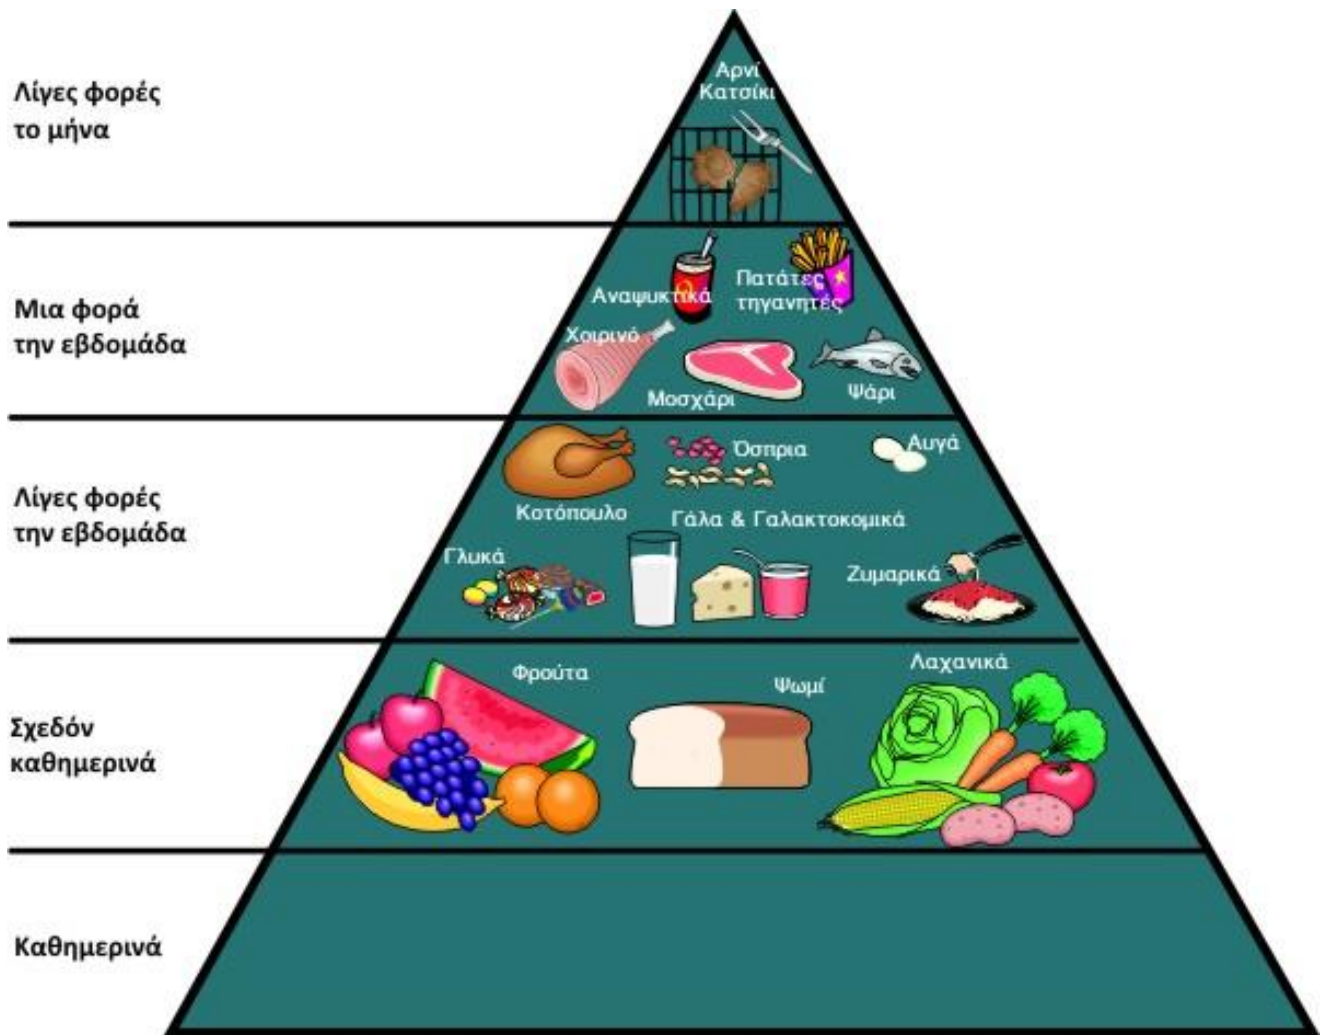 Λίγες φορές
το μήνα
Αρνί
Κατσίκι
Μια φορά
την εβδομάδα
Αναψυκτικά
Πατάτες
τηγανητές
Χοιρινό
Μοσχάρι
Ψάρι
Λίγες φορές
την εβδομάδα
Κοτόπουλο
Όσπρια
Αυγά
Γάλα & Γαλακτοκομικά
Γλυκά
Ζυμαρικά
Σχεδόν
καθημερινά
Φρούτα
Ψωμί
Λαχανικά
Καθημερινά